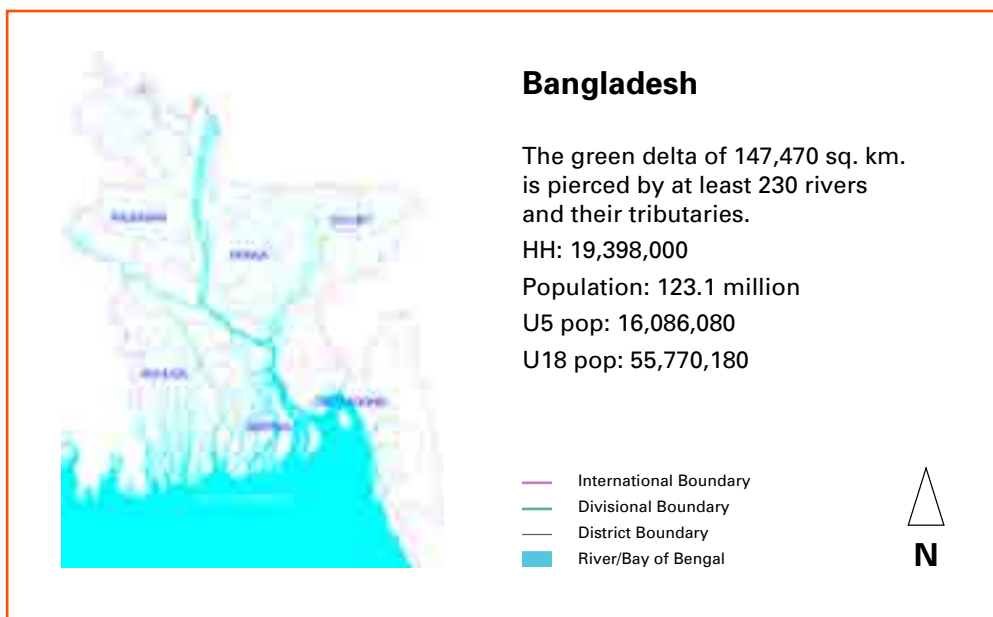 Bangladesh
The green delta of 147,470 sq. km.
is pierced by at least 230 rivers
and their tributaries.
HH: 19,398,000
Population: 123.1 million
U5 pop: 16,086,080
U18 pop: 55,770,180
International Boundary
Divisional Boundary
District Boundary
River/Bay of Bengal
N